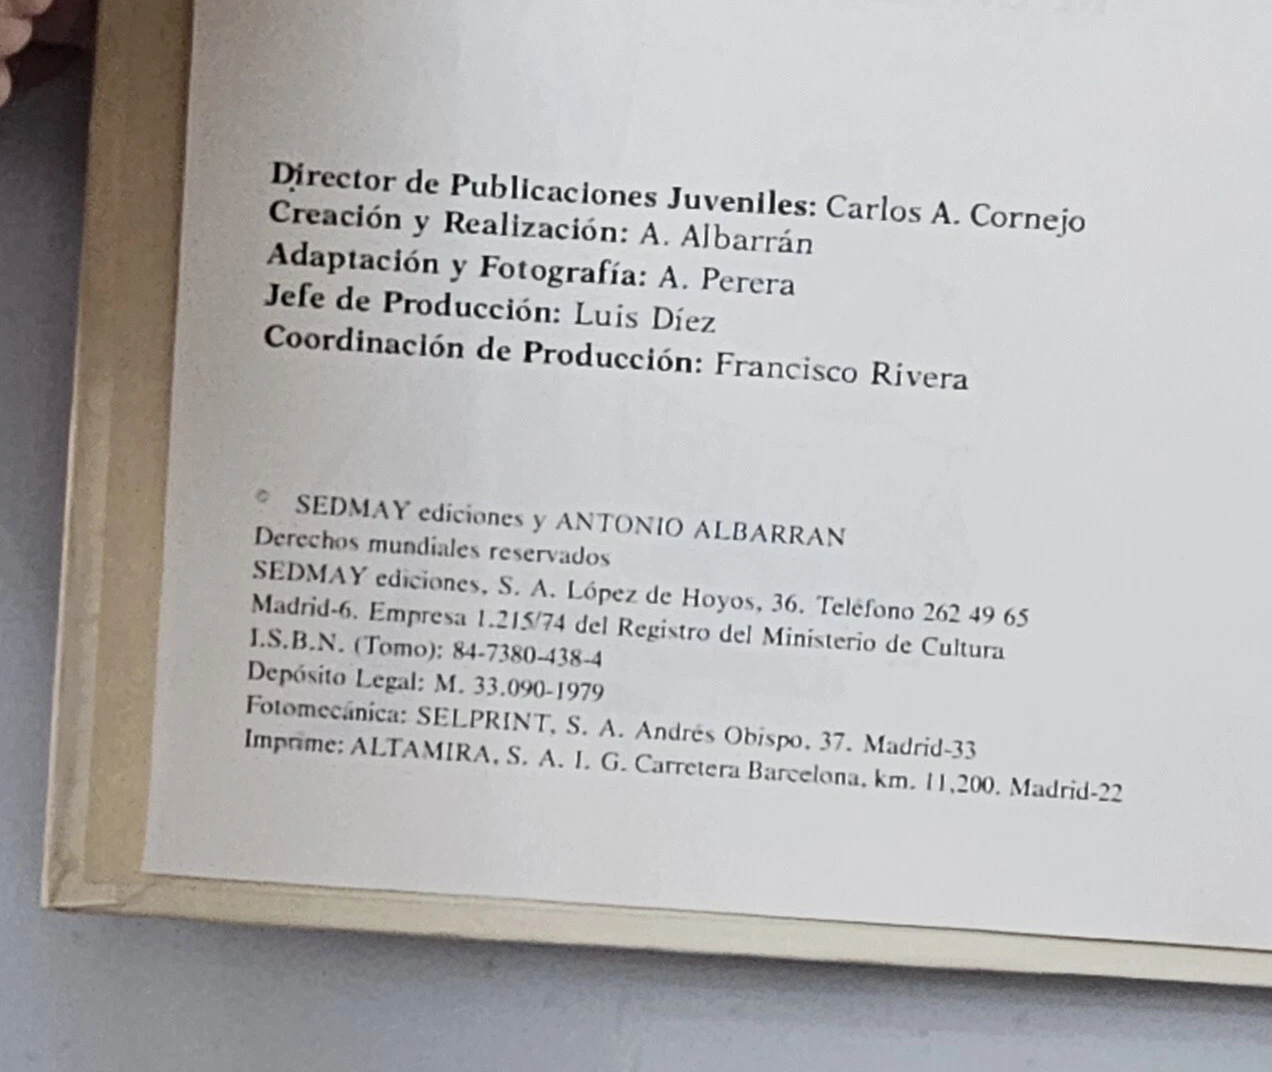 Director de Publicaciones Juveniles: Carlos A. Cornejo
Creación y Realización: A. Albarrán
Adaptación y Fotografía: A. Perera
Jefe de Producción: Luis Díez
Coordinación de Producción: Francisco Rivera
© SEDMAY ediciones y ANTONIO ALBARRAN
Derechos mundiales reservados
SEDMAY ediciones, S. A. López de Hoyos, 36. Teléfono 262 49 65
Madrid-6. Empresa 1.215/74 del Registro del Ministerio de Cultura
I.S.B.N. (Tomo): 84-7380-438-4
Depósito Legal: M. 33.090-1979
Fotomecánica: SELPRINT, S. A. Andrés Obispo, 37. Madrid-33
Imprime: ALTAMIRA, S. A. I. G. Carretera Barcelona, km. 11,200. Madrid-22